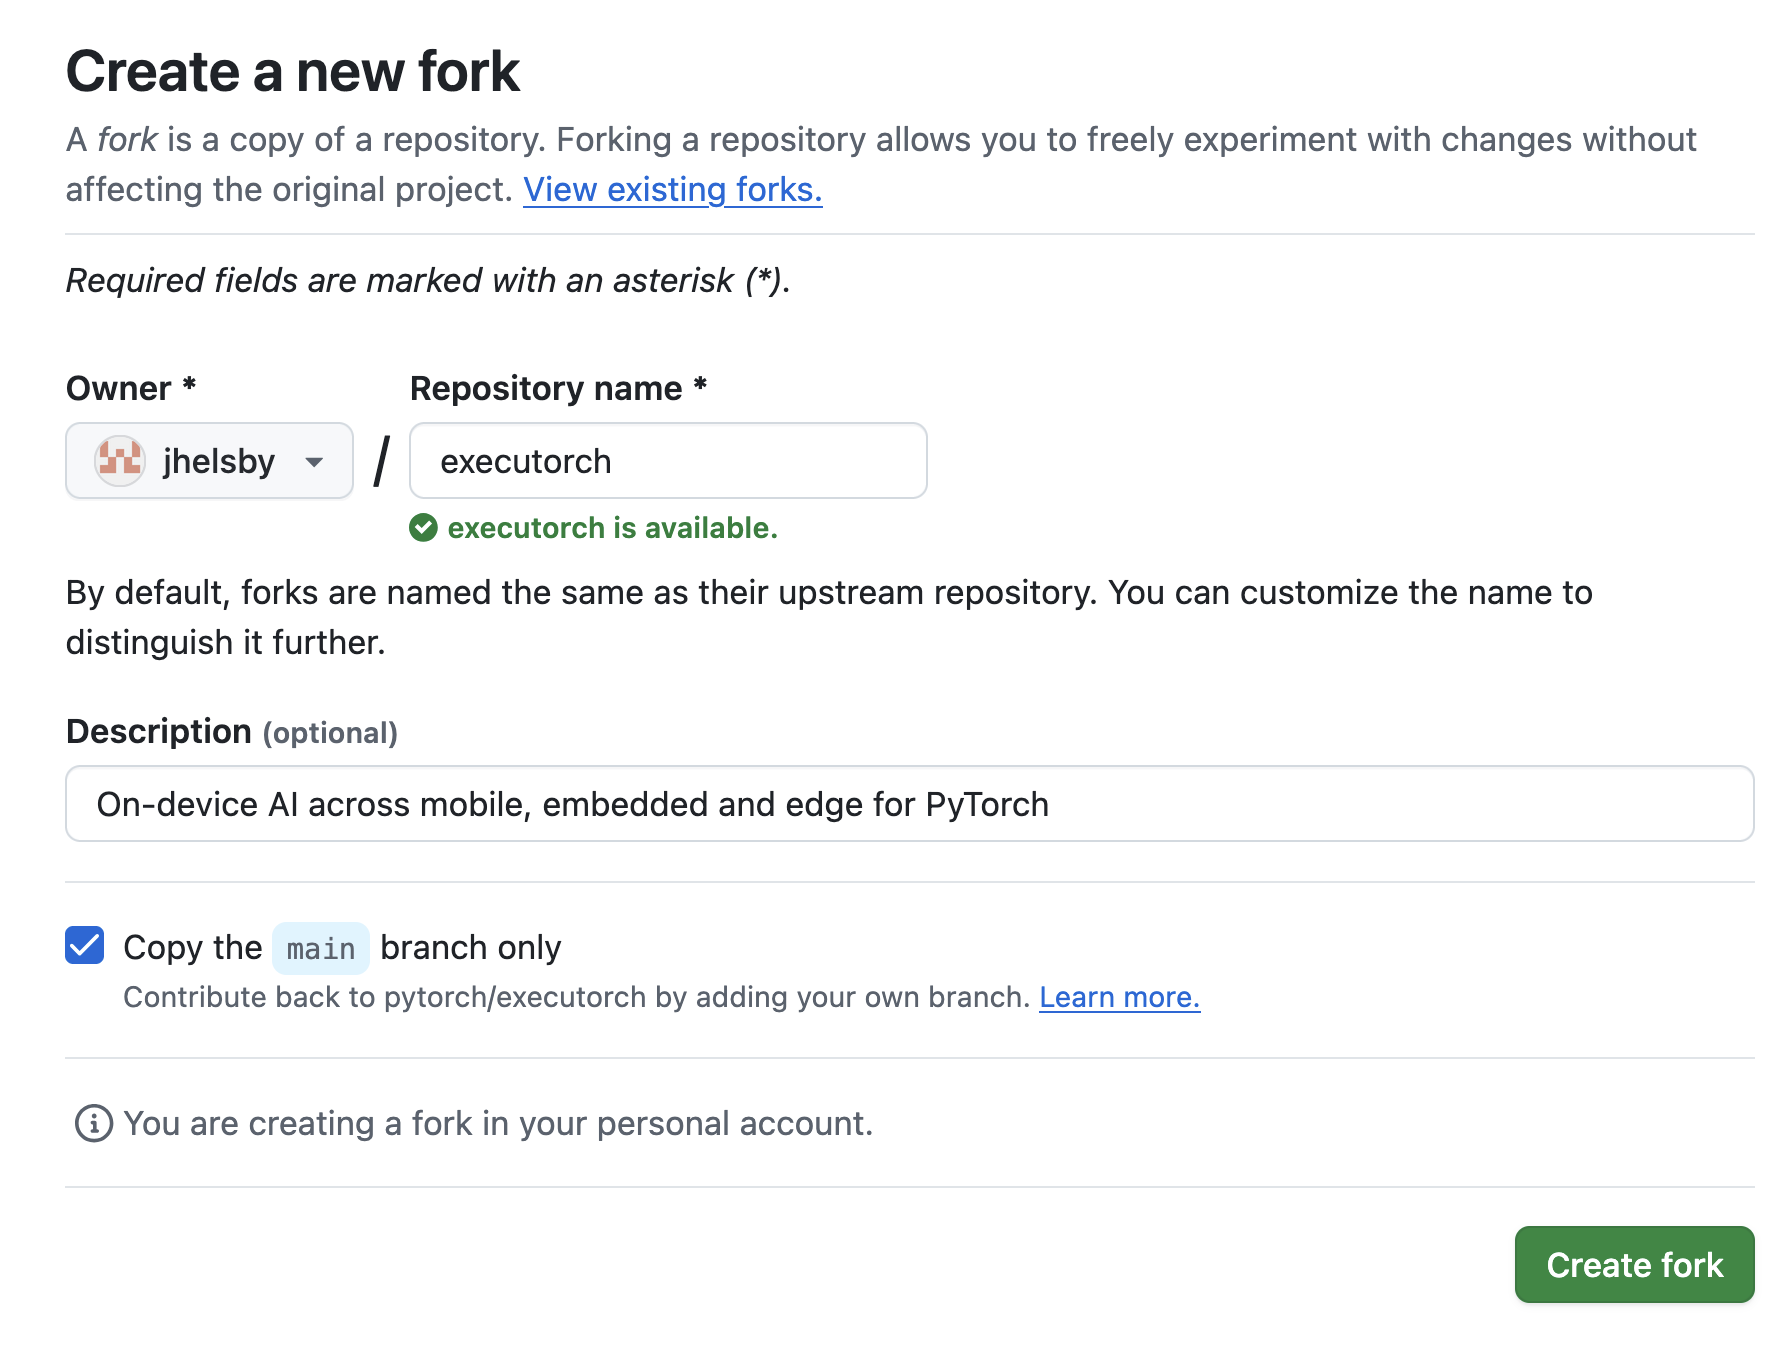 Create a new fork
A fork is a copy of a repository. Forking a repository allows you to freely experiment with changes without
affecting the original project. View existing forks.
Required fields are marked with an asterisk (*).
Owner *
Repository name *
jhelsby
/
executorch
executorch is available.
By default, forks are named the same as their upstream repository. You can customize the name to
distinguish it further.
Description (optional)
On-device AI across mobile, embedded and edge for PyTorch
Copy the main branch only
Contribute back to pytorch/executorch by adding your own branch. Learn more.
You are creating a fork in your personal account.
Create fork